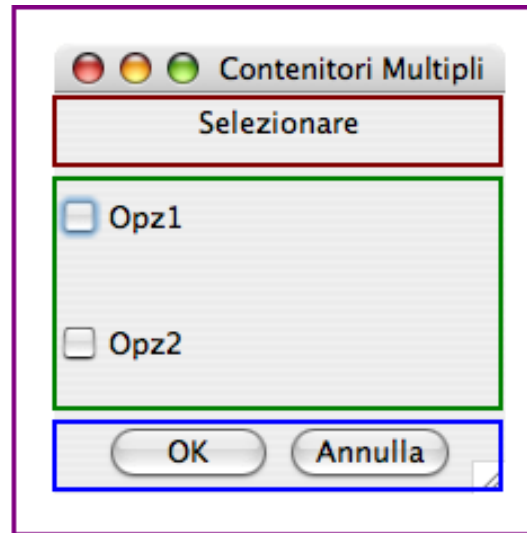 Contenitori Multipli
Selezionare
Opz1
Opz2
OK Annulla